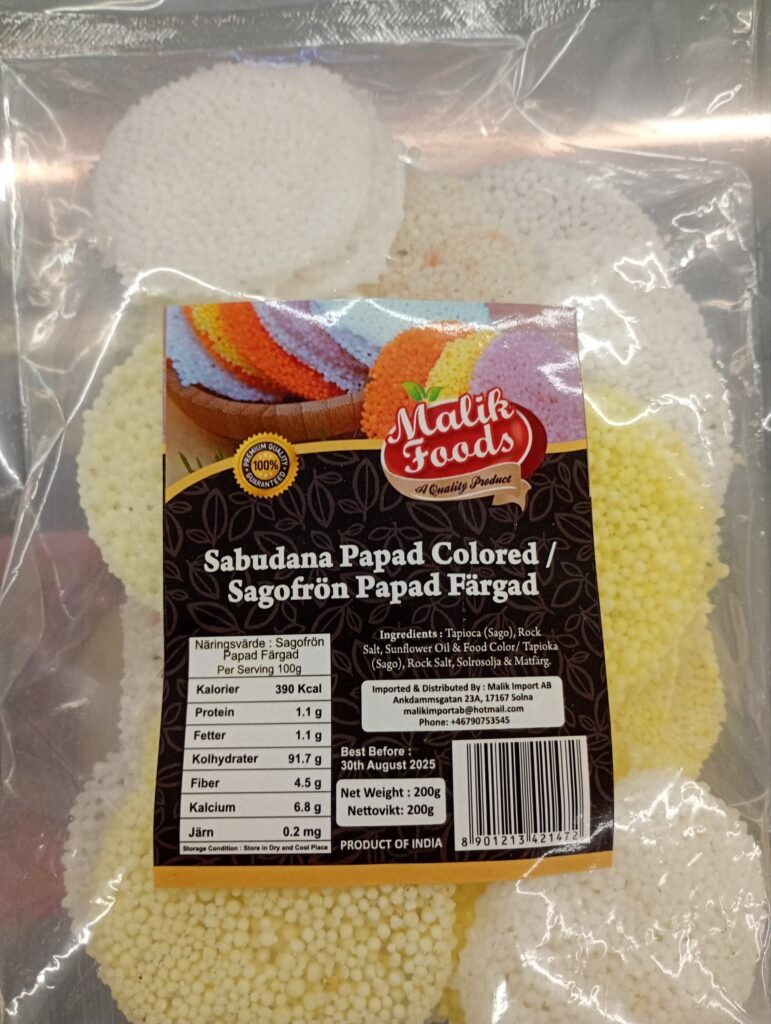 Malik
Foods
A Quality Product
PREMIUM QUALITY
100%
GUARANTEED
Sabudana Papad Colored /
Sagofrön Papad Färgad
Näringsvärde : Sagofrön
Papad Färgad
Per Serving 100g
Kalorier 390 Kcal
Protein 1.1 g
Fetter 1.1 g
Kolhydrater 91.7 g
Fiber 4.5 g
Kalcium 6.8 g
Järn 0.2 mg
Storage Condition : Store in Dry and Cool Place
Ingredients : Tapioca (Sago), Rock
Salt, Sunflower Oil & Food Color/ Tapioka
(Sago), Rock Salt, Solrosolja & Matfärg.
Imported & Distributed By : Malik Import AB
Ankdammsgatan 23A, 17167 Solna
malikimportab@hotmail.com
Phone: +46790753545
Best Before :
30th August 2025
Net Weight : 200g
Nettovikt: 200g
PRODUCT OF INDIA
8 901213 421472